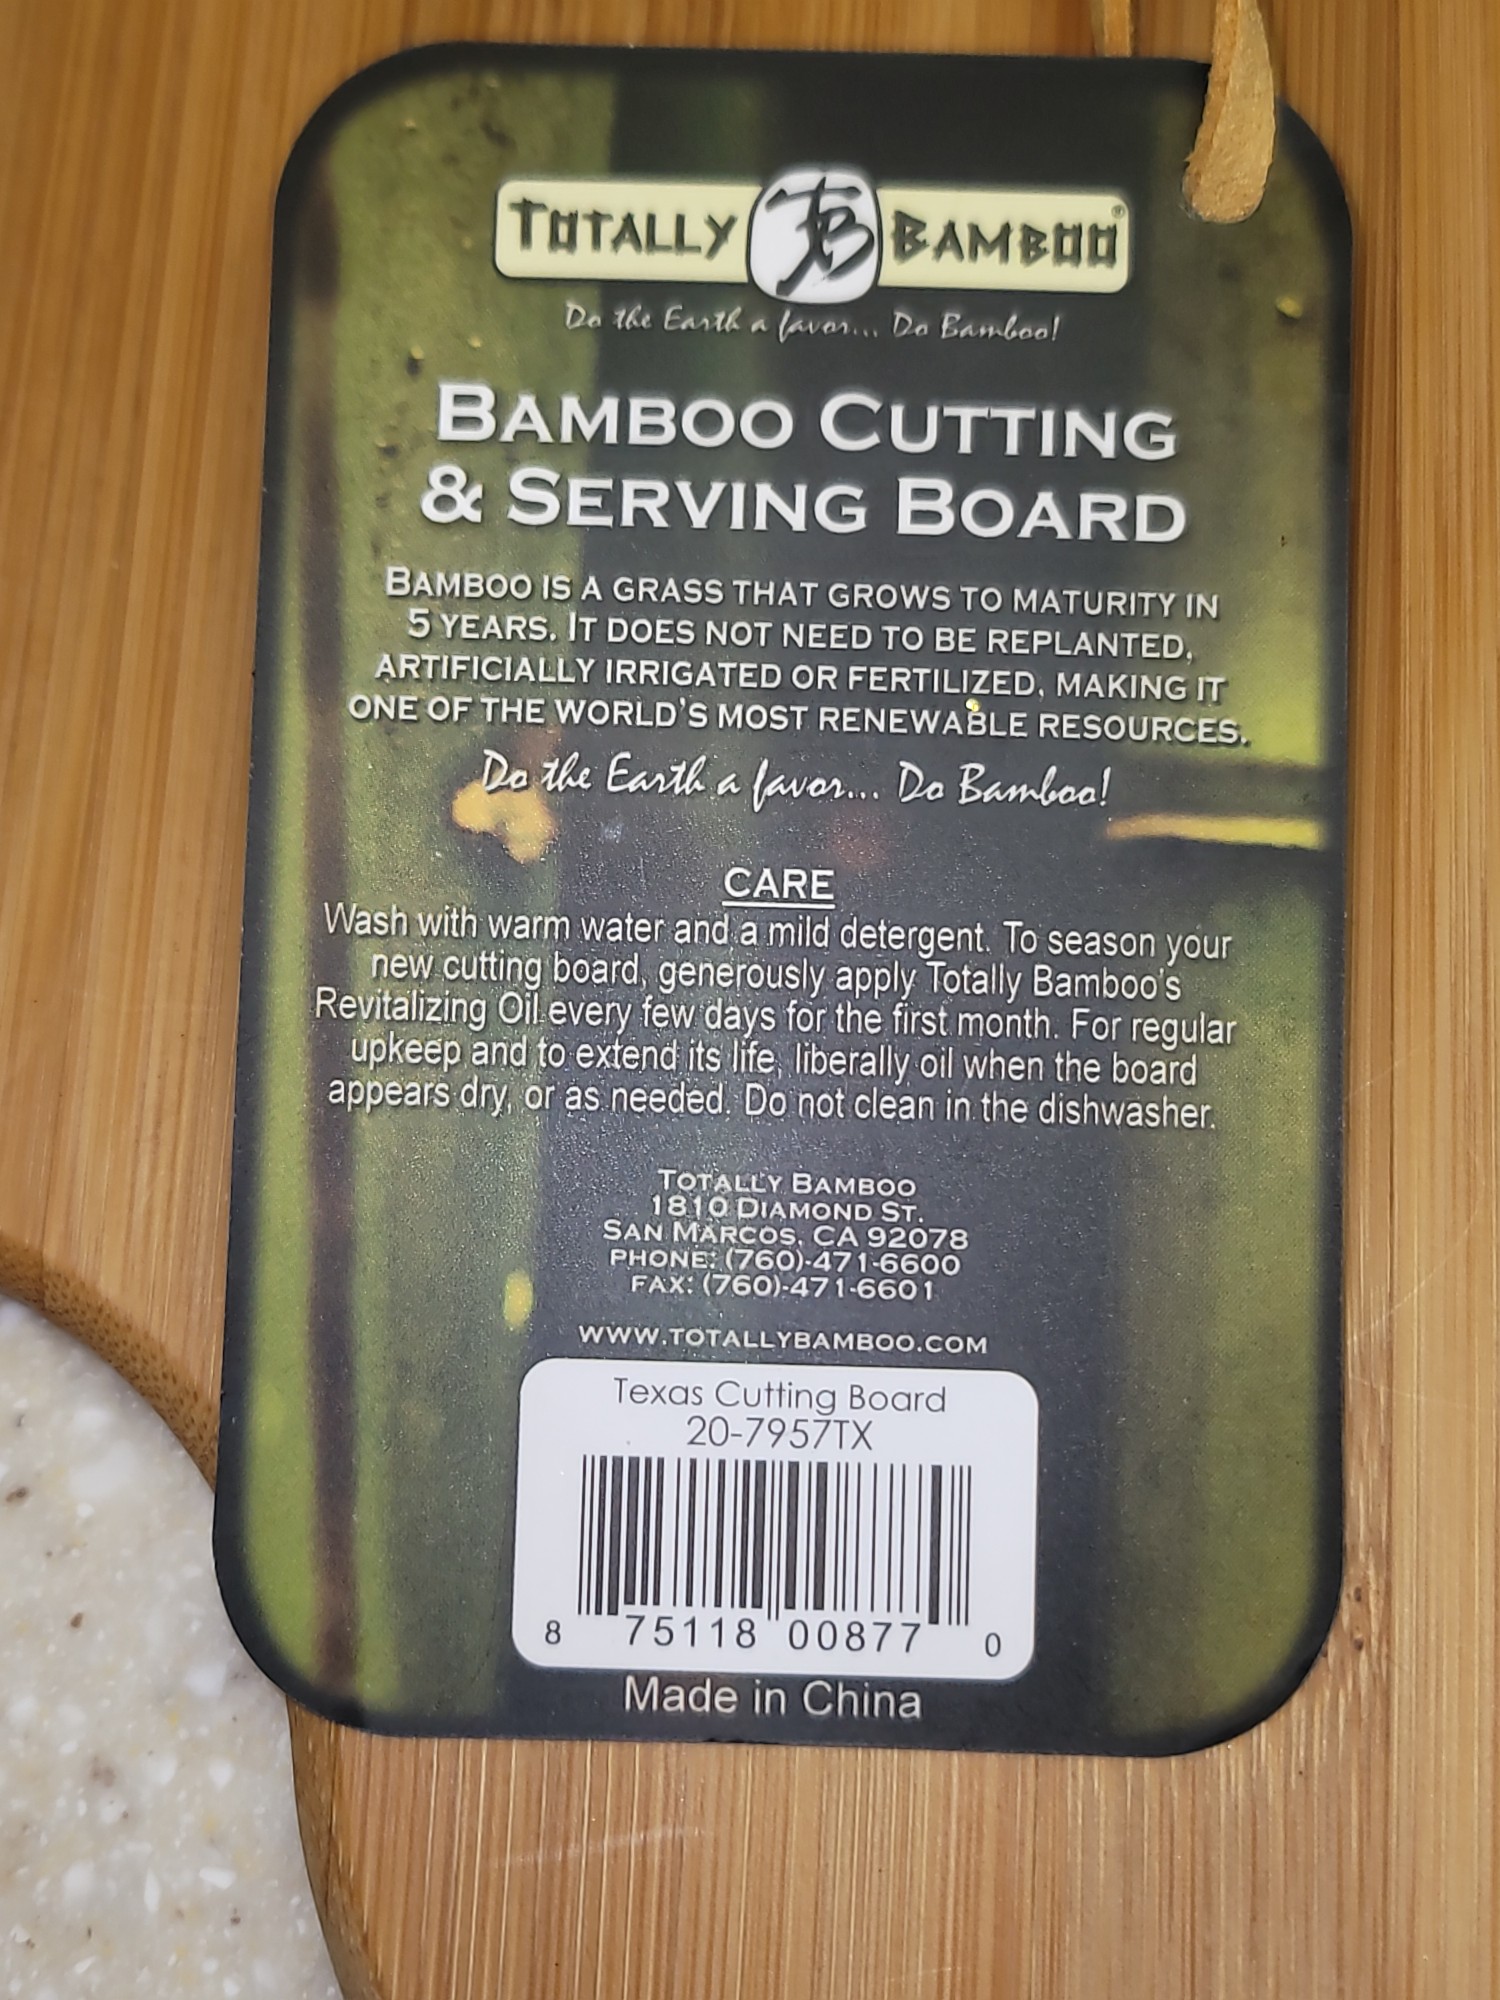 TOTALLY TB BAMBOO®
Do the Earth a favor... Do Bamboo!
BAMBOO CUTTING
& SERVING BOARD
BAMBOO IS A GRASS THAT GROWS TO MATURITY IN
5 YEARS. IT DOES NOT NEED TO BE REPLANTED,
ARTIFICIALLY IRRIGATED OR FERTILIZED, MAKING IT
ONE OF THE WORLD'S MOST RENEWABLE RESOURCES.
Do the Earth a favor... Do Bamboo!
CARE
Wash with warm water and a mild detergent. To season your
new cutting board, generously apply Totally Bamboo's
Revitalizing Oil every few days for the first month. For regular
upkeep and to extend its life, liberally oil when the board
appears dry, or as needed. Do not clean in the dishwasher.
TOTALLY BAMBOO
1810 DIAMOND ST.
SAN MARCOS, CA 92078
PHONE: (760)-471-6600
FAX: (760)-471-6601
WWW.TOTALLYBAMBOO.COM
Texas Cutting Board
20-7957TX
8 75118 00877 0
Made in China